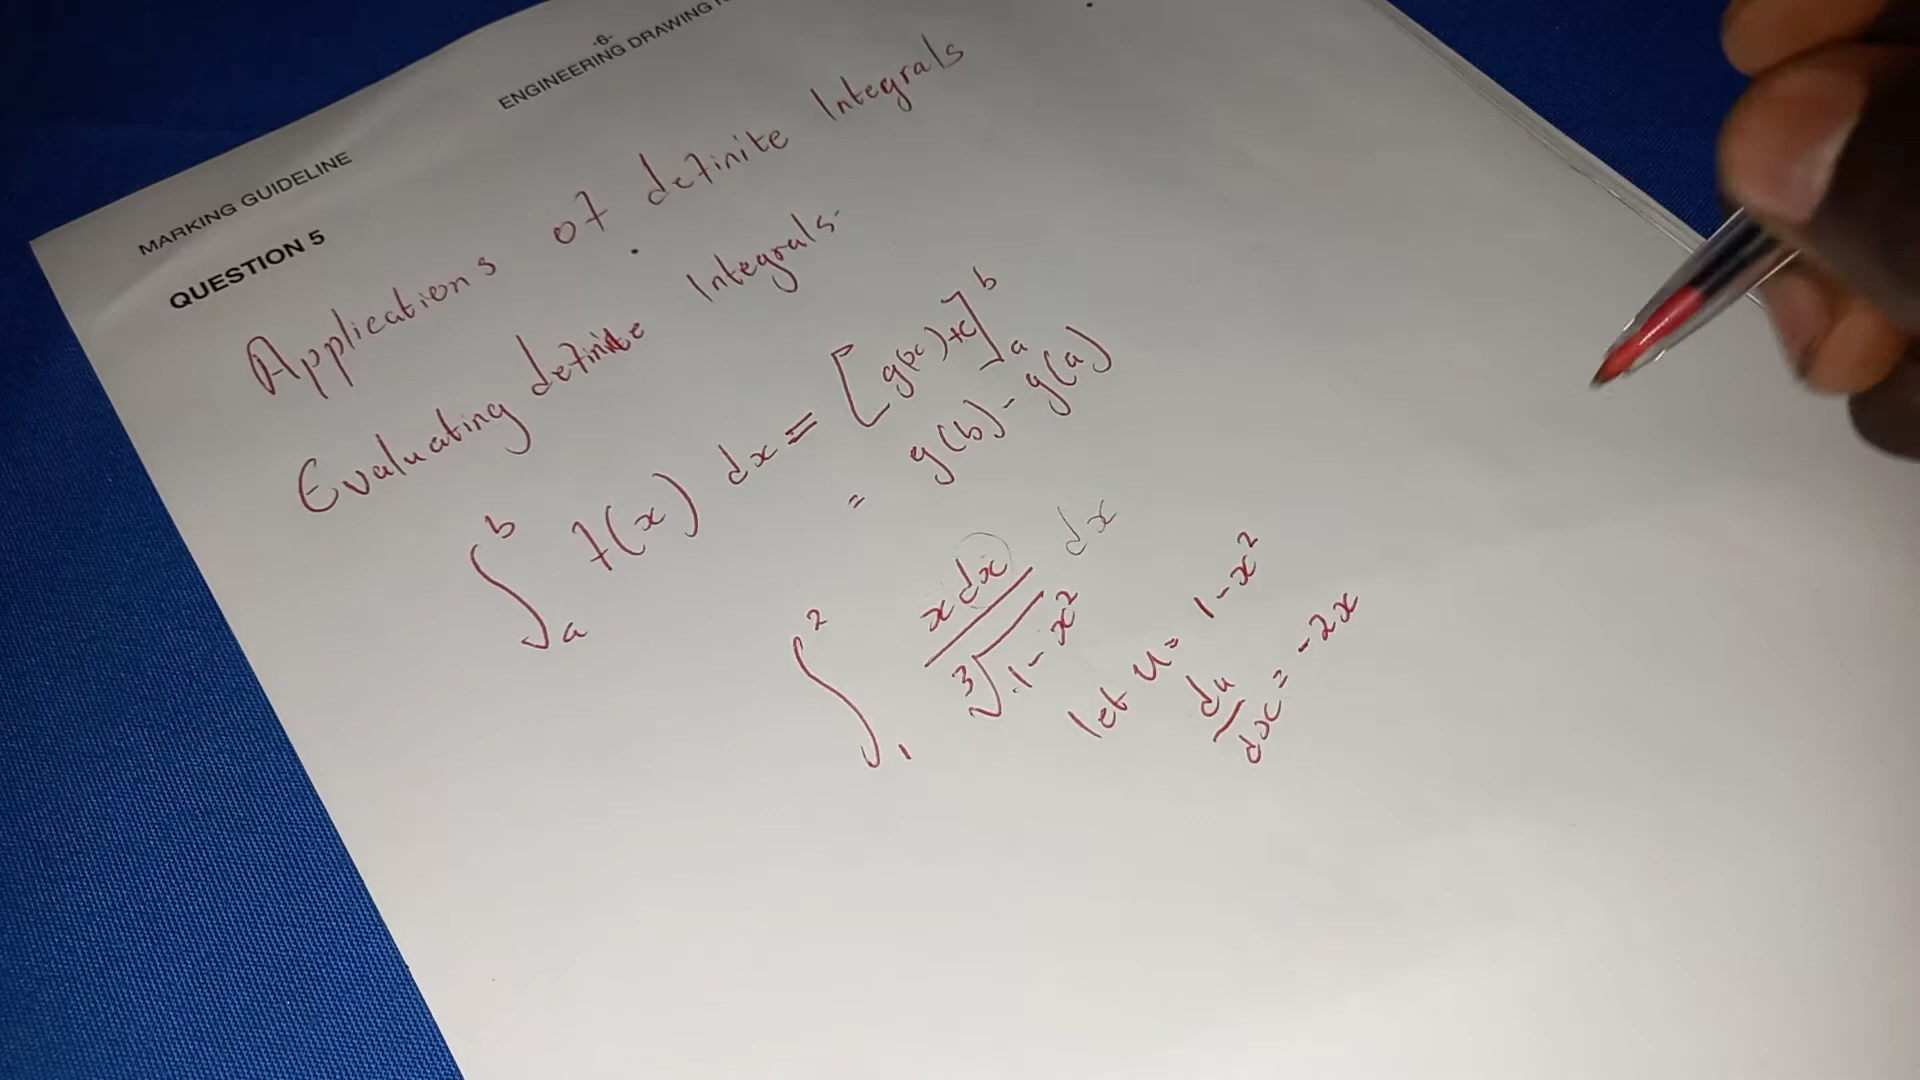 -6-
MARKING GUIDELINE ENGINEERING DRAWING
QUESTION 5
Applications of definite Integrals
Evaluating definite Integrals.
∫_a^b f(x) dx = [g(x)+c]_a^b
= g(b) - g(a)
∫_1^2 x dx / ∛(1-x²) dx
let u = 1-x²
du/dx = -2x